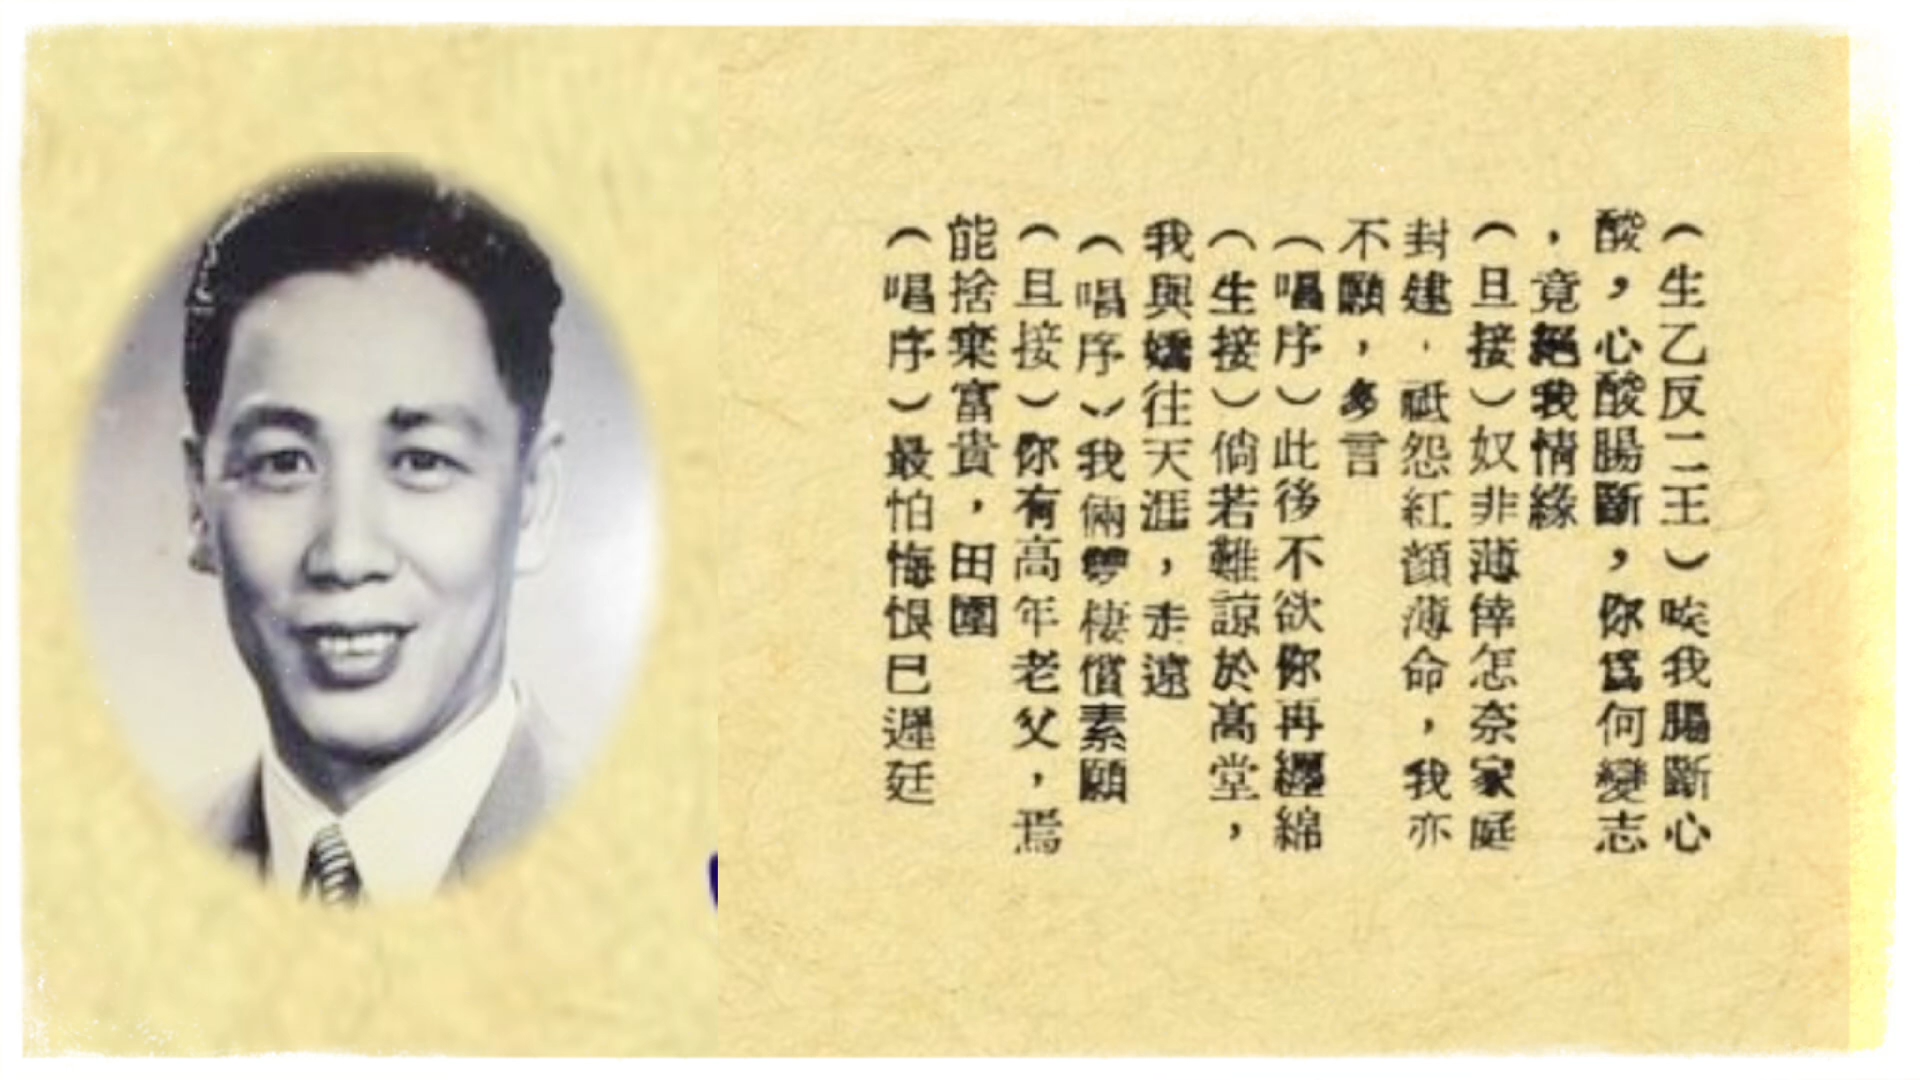 （生乙反二王）唉我腸斷心
酸，心酸腸斷，你為何變志
，竟絕我情緣
（旦接）奴非薄倖怎奈家庭
封建，祗怨紅顏薄命，我亦
不願，多言
（唱序）此後不欲你再纏綿
（生接）倘若難諒於高堂，
我與嬌往天涯，走遠
（唱序）我倆雙棲償素願
（旦接）你有高年老父，焉
能捨棄富貴，田園
（唱序）最怕悔恨已遲廷